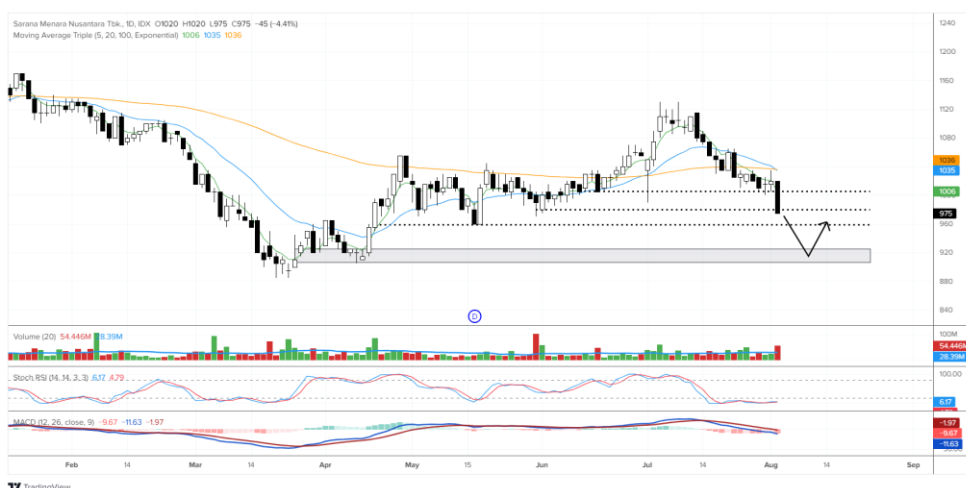 Sarana Menara Nusantara Tbk., 1D, IDX O1020 H1020 L975 C975 −45 (−4.41%)
Moving Average Triple (5, 20, 100, Exponential) 1006 1035 1036
1240
1200
1160
1120
1080
1036
1035
1006
975
960
920
880
840
D
Volume (20) 54.446M 28.39M
100M
54.446M
28.39M
Stoch RSI (14, 14, 3, 3) 6.17 4.79
100.00
6.17
MACD (12, 26, close, 9) −9.67 −11.63 −1.97
−1.97
−9.67
−11.63
Feb 14 Mar 14 Apr May 15 Jun Jul 14 Aug 14 Sep
TradingView